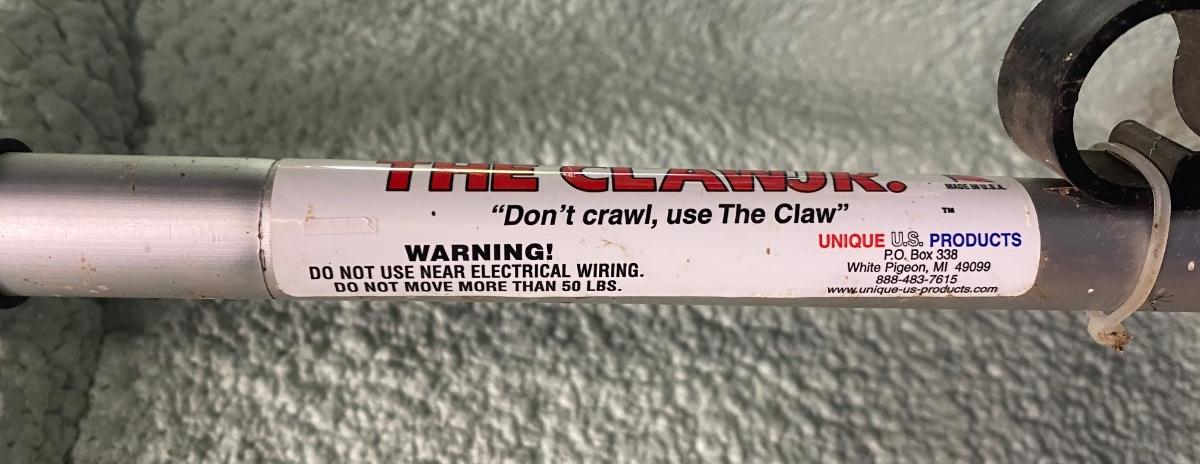 THE CLAWJR.
MADE IN U.S.A.
“Don’t crawl, use The Claw”
™
WARNING!
DO NOT USE NEAR ELECTRICAL WIRING.
DO NOT MOVE MORE THAN 50 LBS.
UNIQUE U.S. PRODUCTS
P.O. Box 338
White Pigeon, MI 49099
888-483-7615
www.unique-us-products.com